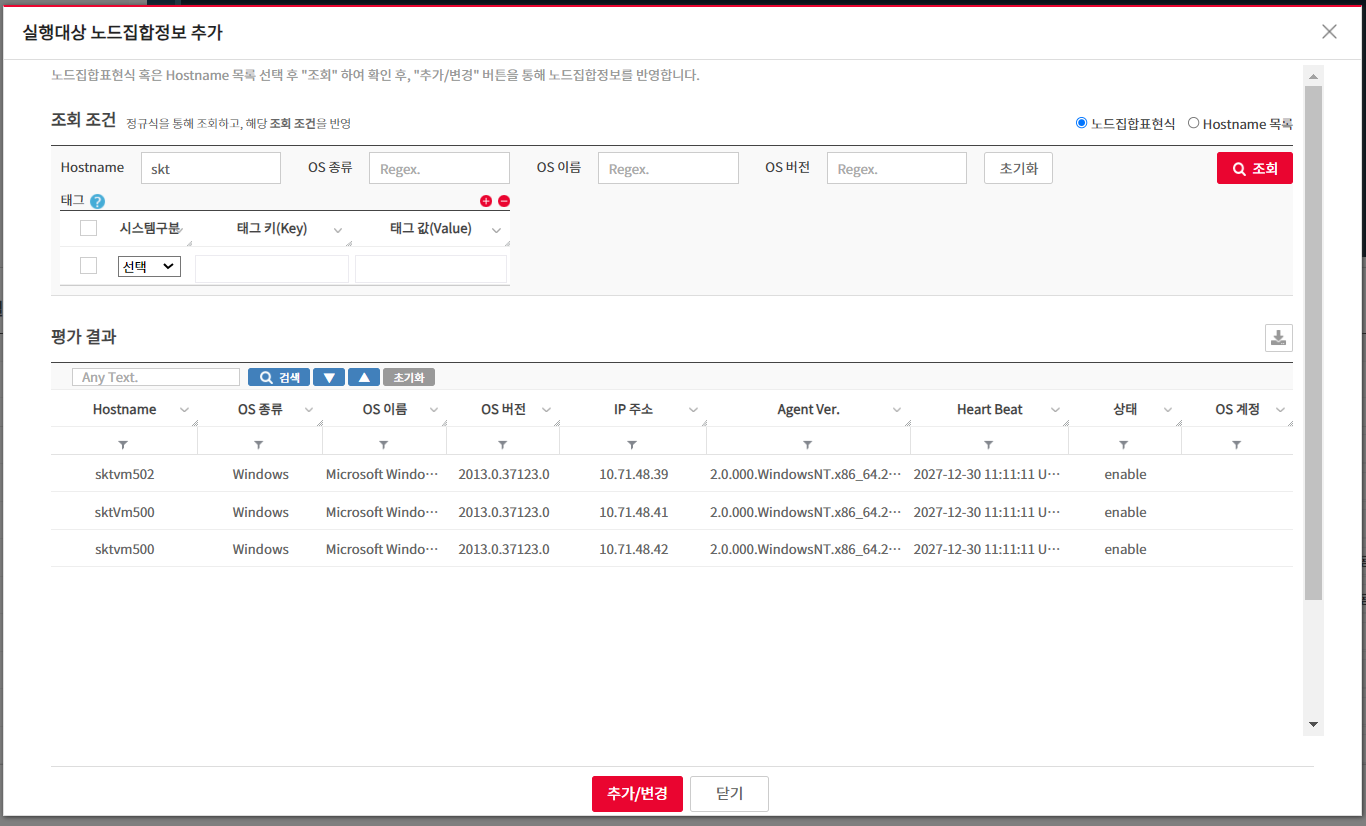 실행대상 노드집합정보 추가
노드집합표현식 혹은 Hostname 목록 선택 후 "조회" 하여 확인 후, "추가/변경" 버튼을 통해 노드집합정보를 반영합니다.
조회 조건 정규식을 통해 조회하고, 해당 조회 조건을 반영 노드집합표현식 Hostname 목록
Hostname skt OS 종류 Regex. OS 이름 Regex. OS 버전 Regex. 초기화 조회
태그 ?
시스템구분 태그 키(Key) 태그 값(Value)
선택
평가 결과
Any Text. 검색 ▼ ▲ 초기화
Hostname OS 종류 OS 이름 OS 버전 IP 주소 Agent Ver. Heart Beat 상태 OS 계정
sktvm502 Windows Microsoft Windo··· 2013.0.37123.0 10.71.48.39 2.0.000.WindowsNT.x86_64.2··· 2027-12-30 11:11:11 U··· enable
sktVm500 Windows Microsoft Windo··· 2013.0.37123.0 10.71.48.41 2.0.000.WindowsNT.x86_64.2··· 2027-12-30 11:11:11 U··· enable
sktvm500 Windows Microsoft Windo··· 2013.0.37123.0 10.71.48.42 2.0.000.WindowsNT.x86_64.2··· 2027-12-30 11:11:11 U··· enable
추가/변경 닫기